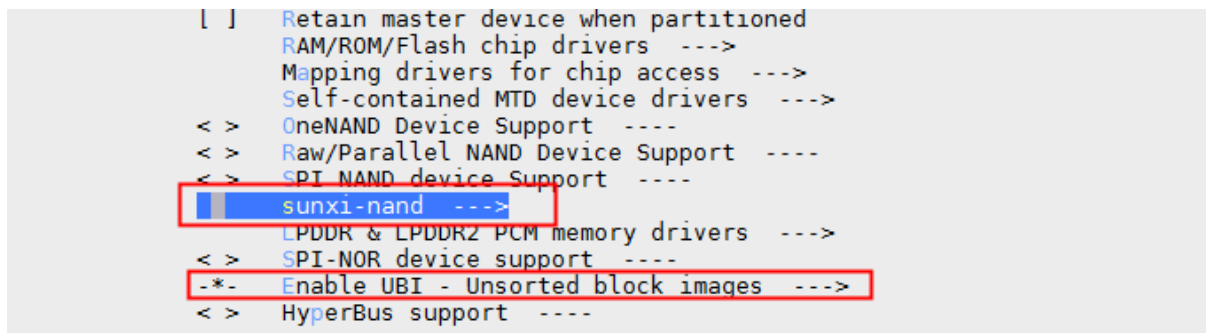 [ ] Retain master device when partitioned
RAM/ROM/Flash chip drivers --->
Mapping drivers for chip access --->
Self-contained MTD device drivers --->
< > OneNAND Device Support ----
< > Raw/Parallel NAND Device Support ----
< > SPI NAND device Support ----
sunxi-nand --->
LPDDR & LPDDR2 PCM memory drivers --->
< > SPI-NOR device support ----
-*- Enable UBI - Unsorted block images --->
< > HyperBus support ----